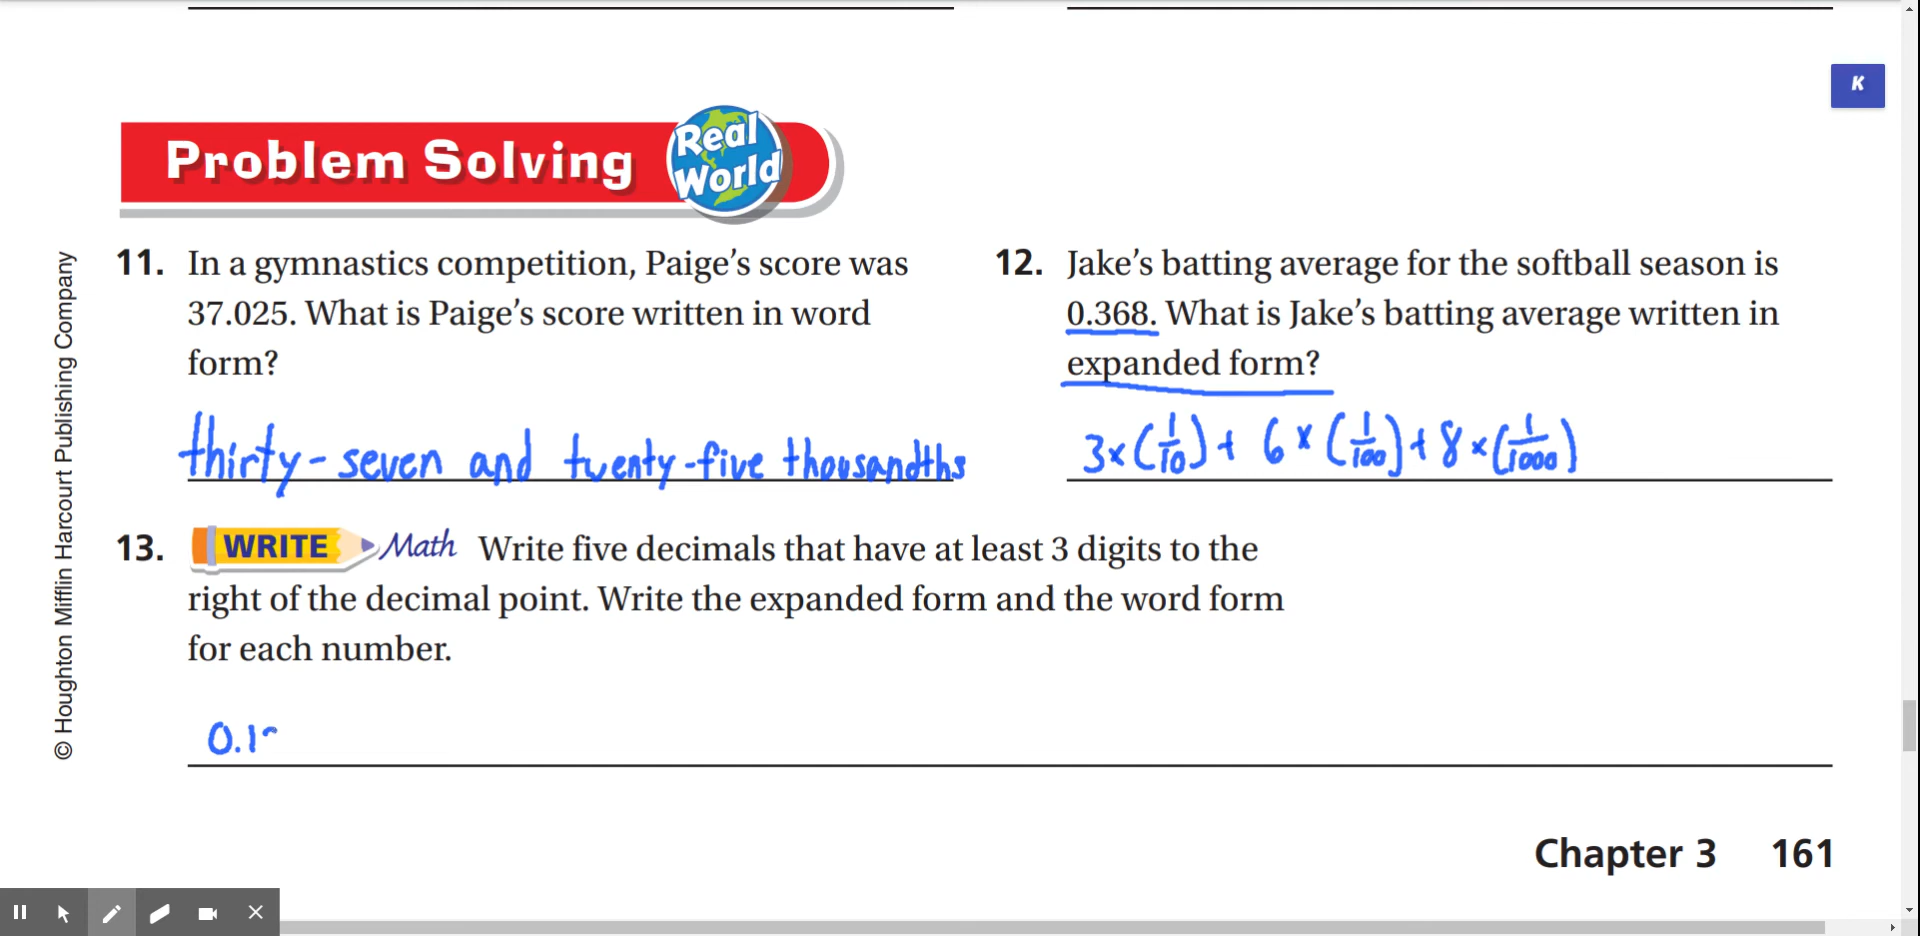 K
Problem Solving
Real
World
11. In a gymnastics competition, Paige’s score was
37.025. What is Paige’s score written in word
form?
thirty-seven and twenty-five thousandths
12. Jake’s batting average for the softball season is
0.368. What is Jake’s batting average written in
expanded form?
3×(1/10)+ 6×(1/100)+8×(1/1000)
13. WRITE Math Write five decimals that have at least 3 digits to the
right of the decimal point. Write the expanded form and the word form
for each number.
0.1
© Houghton Mifflin Harcourt Publishing Company
Chapter 3 161